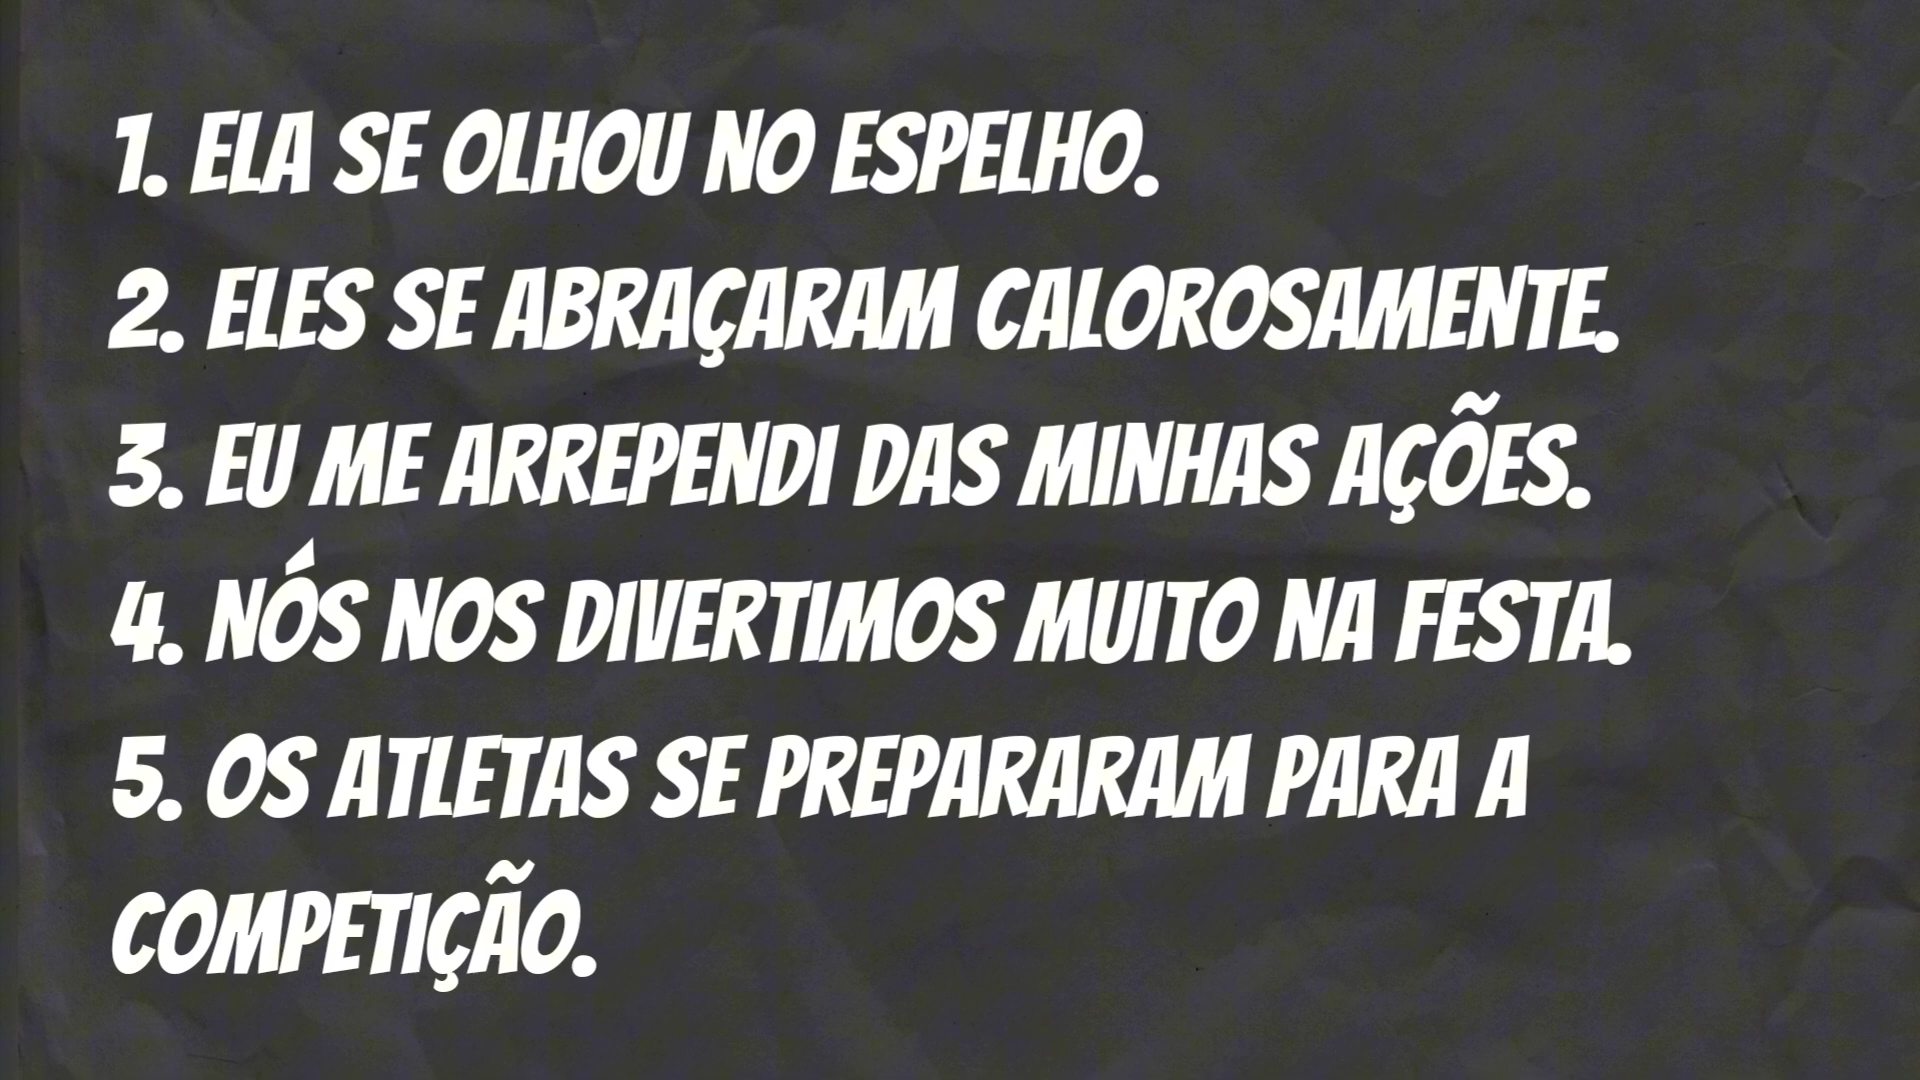 1. ELA SE OLHOU NO ESPELHO.
2. ELES SE ABRAÇARAM CALOROSAMENTE.
3. EU ME ARREPENDI DAS MINHAS AÇÕES.
4. NÓS NOS DIVERTIMOS MUITO NA FESTA.
5. OS ATLETAS SE PREPARARAM PARA A
COMPETIÇÃO.